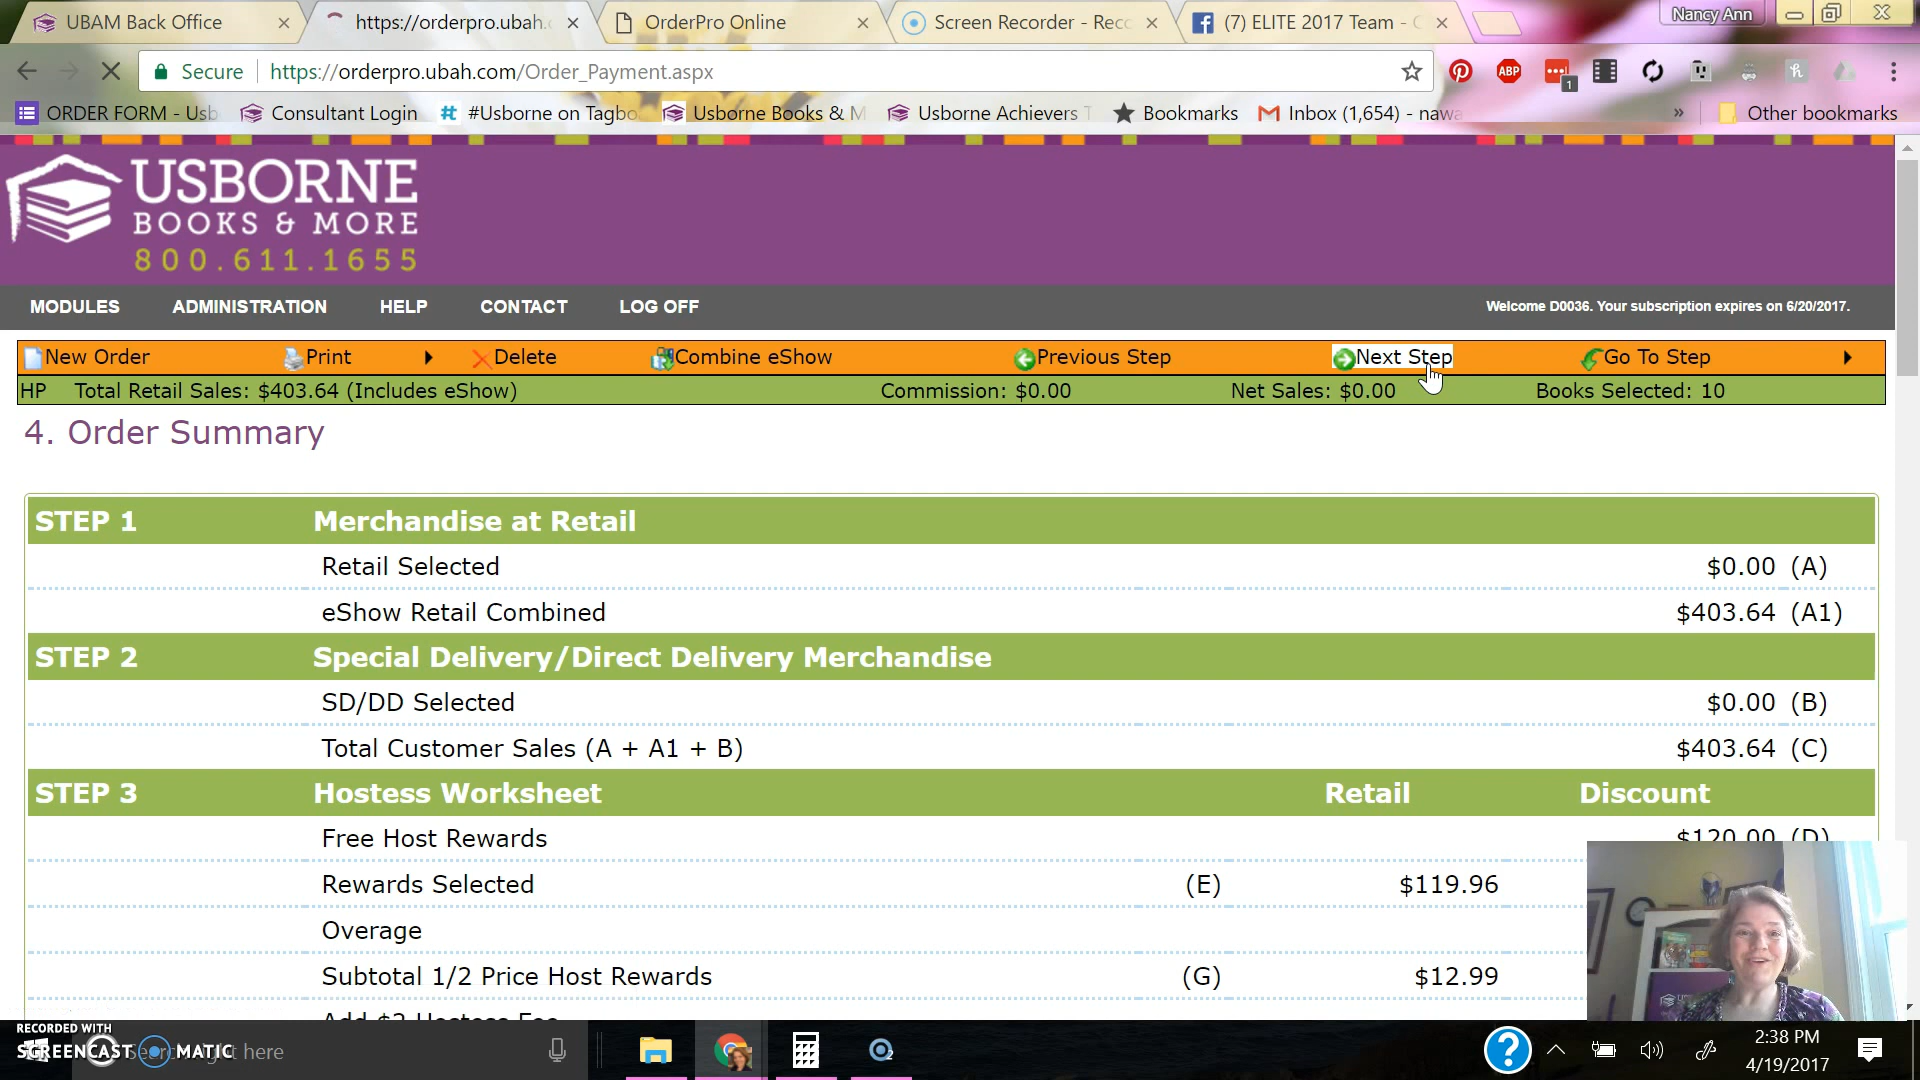 UBAM Back Office
https://orderpro.ubah.
OrderPro Online
Screen Recorder - Rec
(7) ELITE 2017 Team -
Nancy Ann
Secure
https://orderpro.ubah.com/Order_Payment.aspx
ABP
1
ORDER FORM - Usb
Consultant Login
#Usborne on Tagbo
Usborne Books & M
Usborne Achievers T
Bookmarks
Inbox (1,654) - nawa
»
Other bookmarks
USBORNE
BOOKS & MORE
800.611.1655
MODULES
ADMINISTRATION
HELP
CONTACT
LOG OFF
Welcome D0036. Your subscription expires on 6/20/2017.
New Order
Print
Delete
Combine eShow
Previous Step
Next Step
Go To Step
HP Total Retail Sales: $403.64 (Includes eShow)
Commission: $0.00
Net Sales: $0.00
Books Selected: 10
4. Order Summary
STEP 1 Merchandise at Retail
Retail Selected $0.00 (A)
eShow Retail Combined $403.64 (A1)
STEP 2 Special Delivery/Direct Delivery Merchandise
SD/DD Selected $0.00 (B)
Total Customer Sales (A + A1 + B) $403.64 (C)
STEP 3 Hostess Worksheet Retail Discount
Free Host Rewards $120.00 (D)
Rewards Selected (E) $119.96
Overage
Subtotal 1/2 Price Host Rewards (G) $12.99
Add $2 Hostess Fee
RECORDED WITH
SCREENCAST MATIC
here
2:38 PM
4/19/2017